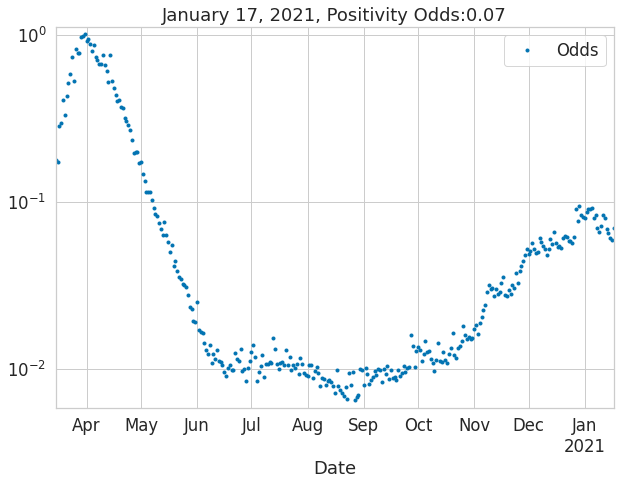 January 17, 2021, Positivity Odds:0.07
Odds
10⁰
10⁻¹
10⁻²
Apr May Jun Jul Aug Sep Oct Nov Dec Jan
2021
Date